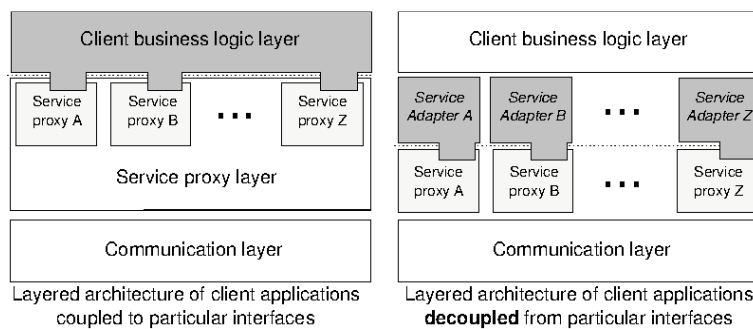 Client business logic layer
Service proxy A
Service proxy B
...
Service proxy Z
Service proxy layer
Communication layer
Layered architecture of client applications
coupled to particular interfaces
Client business logic layer
Service Adapter A
Service Adapter B
...
Service Adapter Z
Service proxy A
Service proxy B
...
Service proxy Z
Communication layer
Layered architecture of client applications
decoupled from particular interfaces